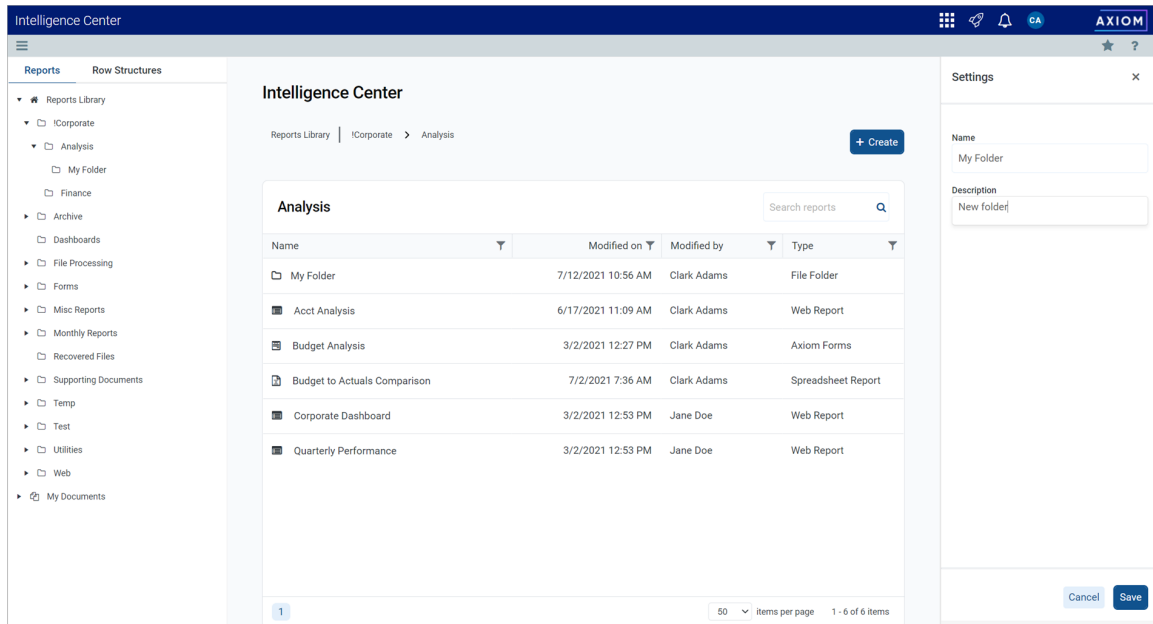 Intelligence Center
CA
AXIOM
?
Reports Row Structures
Reports Library
!Corporate
Analysis
My Folder
Finance
Archive
Dashboards
File Processing
Forms
Misc Reports
Monthly Reports
Recovered Files
Supporting Documents
Temp
Test
Utilities
Web
My Documents
Intelligence Center
Reports Library !Corporate > Analysis
+ Create
Analysis
Search reports
Name Modified on Modified by Type
My Folder 7/12/2021 10:56 AM Clark Adams File Folder
Acct Analysis 6/17/2021 11:09 AM Clark Adams Web Report
Budget Analysis 3/2/2021 12:27 PM Clark Adams Axiom Forms
Budget to Actuals Comparison 7/2/2021 7:36 AM Clark Adams Spreadsheet Report
Corporate Dashboard 3/2/2021 12:53 PM Jane Doe Web Report
Quarterly Performance 3/2/2021 12:53 PM Jane Doe Web Report
1
50 items per page 1 - 6 of 6 items
Settings
Name
My Folder
Description
New folder
Cancel Save